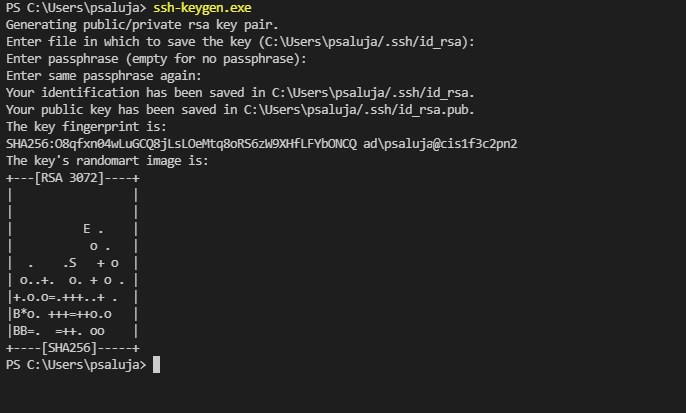 PS C:\Users\psaluja> ssh-keygen.exe
Generating public/private rsa key pair.
Enter file in which to save the key (C:\Users\psaluja/.ssh/id_rsa):
Enter passphrase (empty for no passphrase):
Enter same passphrase again:
Your identification has been saved in C:\Users\psaluja/.ssh/id_rsa.
Your public key has been saved in C:\Users\psaluja/.ssh/id_rsa.pub.
The key fingerprint is:
SHA256:O8qfxn04wLuGCQ8jLsLOeMtq8oRS6zW9XHfLFYbONCQ ad\psaluja@cis1f3c2pn2
The key's randomart image is:
+---[RSA 3072]----+
|                 |
|                 |
|          E .    |
|           o .   |
|  .    .S   + o  |
| o..+.  o. + o . |
|+.o.o=.+++..+ .  |
|B*o. +++=++o.o   |
|BB=.  =++. oo    |
+----[SHA256]-----+
PS C:\Users\psaluja>